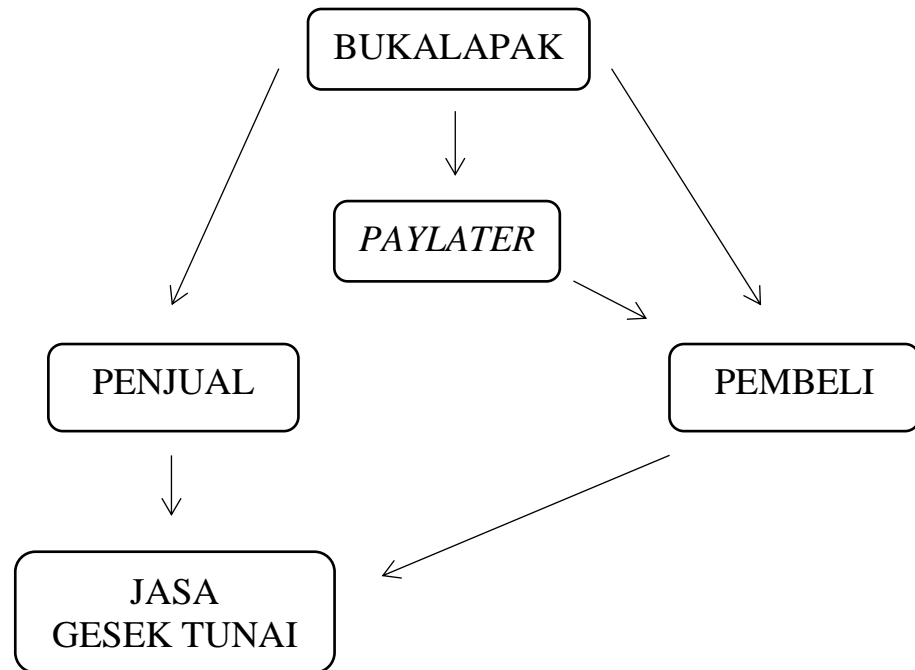 BUKALAPAK
PAYLATER
PENJUAL
PEMBELI
JASA
GESEK TUNAI